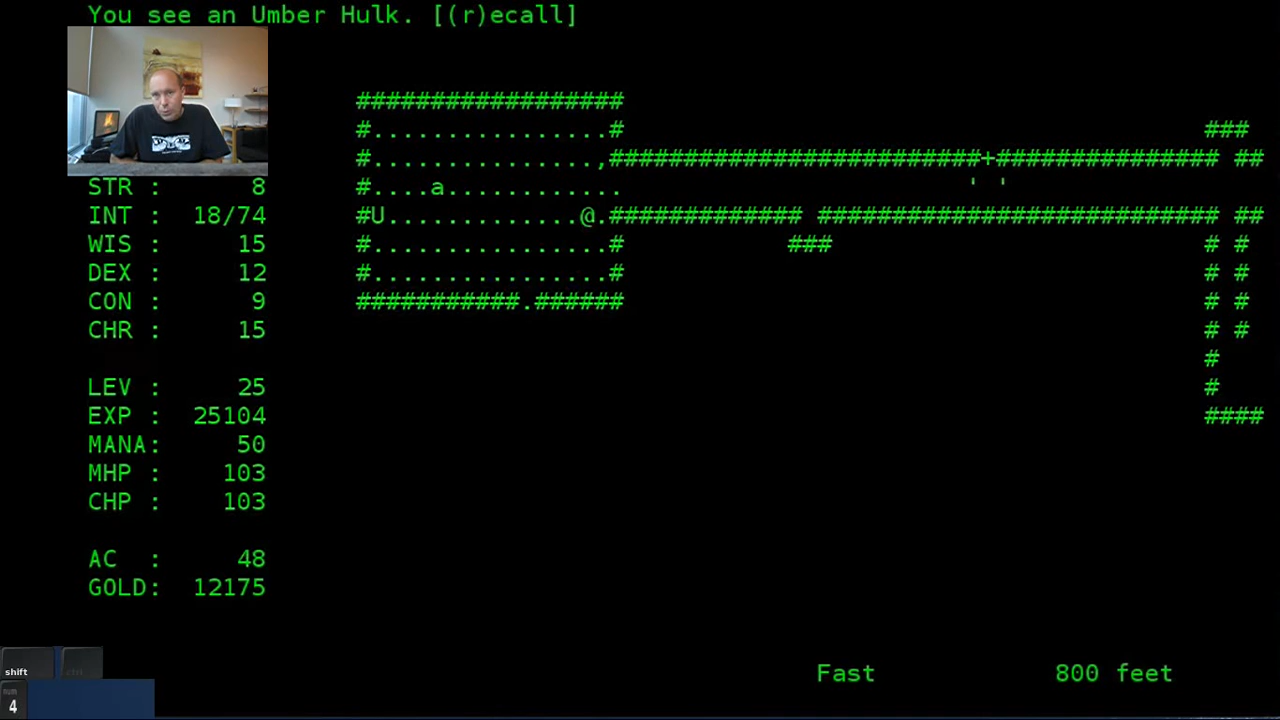 You see an Umber Hulk. [(r)ecall]
#################
#................# ###
#...............,#########################+############### ##
STR : 8 #....a............ ' '
INT : 18/74 #U.............@.############# ########################### ##
WIS : 15 #................# ### # #
DEX : 12 #................# # #
CON : 9 ###########.###### # #
CHR : 15 # #
#
LEV : 25 #
EXP : 25104 ####
MANA: 50
MHP : 103
CHP : 103
AC : 48
GOLD: 12175
shift
num
4
Fast 800 feet